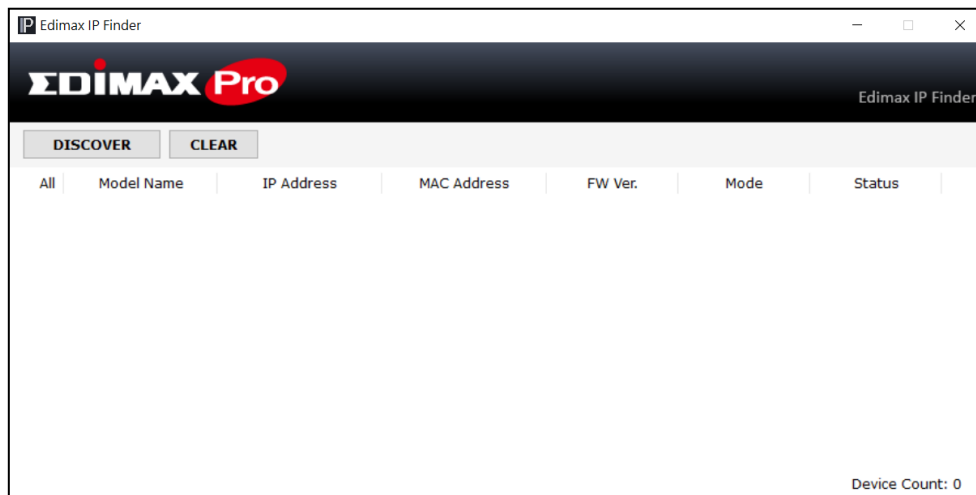 Edimax IP Finder
EDIMAX Pro
Edimax IP Finder
DISCOVER CLEAR
All Model Name IP Address MAC Address FW Ver. Mode Status
Device Count: 0